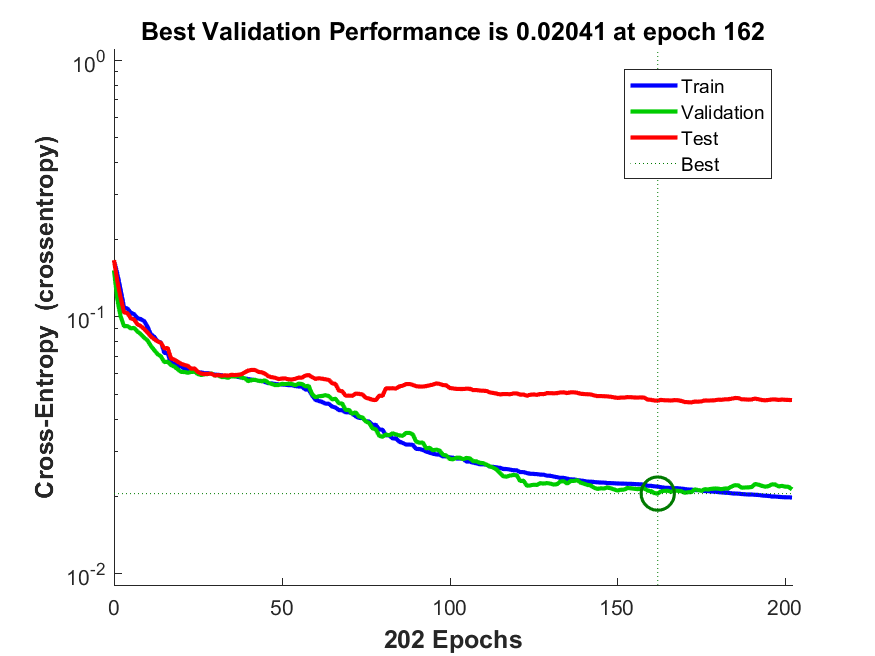 Best Validation Performance is 0.02041 at epoch 162
Train
Validation
Test
Best
Cross-Entropy (crossentropy)
10^0
10^-1
10^-2
0 50 100 150 200
202 Epochs